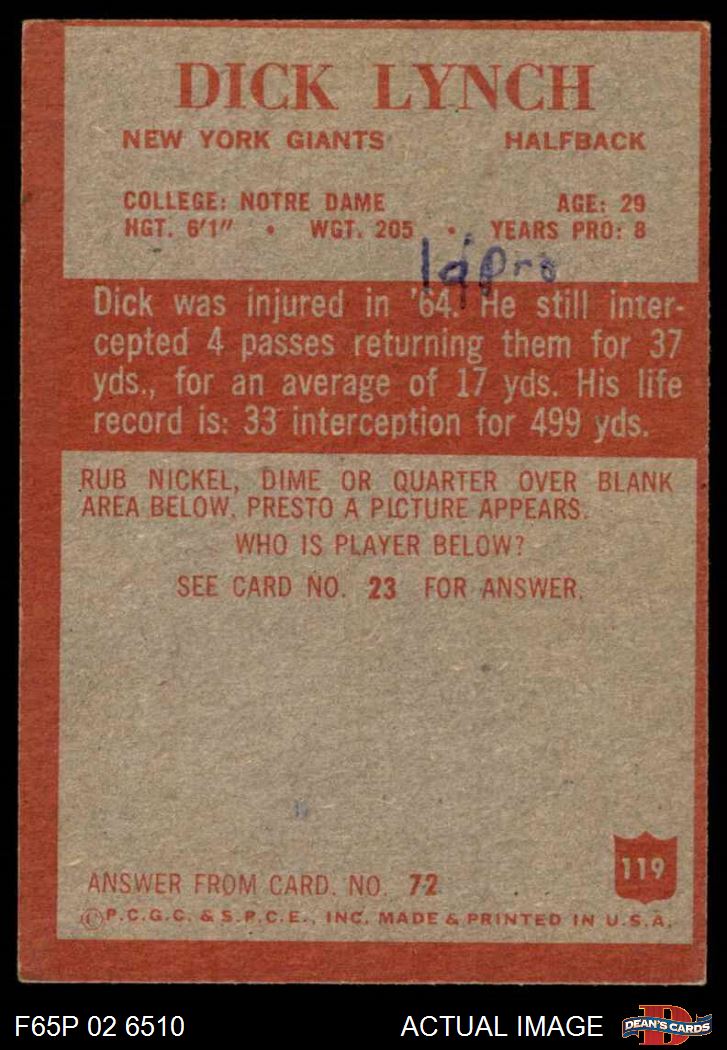 DICK LYNCH
NEW YORK GIANTS HALFBACK
COLLEGE: NOTRE DAME AGE: 29
HGT. 6'1" • WGT. 205 • YEARS PRO: 8
Dick was injured in '64. He still inter-
cepted 4 passes returning them for 37
yds., for an average of 17 yds. His life
record is: 33 interception for 499 yds.
RUB NICKEL, DIME OR QUARTER OVER BLANK
AREA BELOW. PRESTO A PICTURE APPEARS.
WHO IS PLAYER BELOW?
SEE CARD NO. 23 FOR ANSWER.
119
ANSWER FROM CARD. NO. 72
©P.C.G.C. & S.P.C.E., INC. MADE & PRINTED IN U.S.A.
F65P 02 6510 ACTUAL IMAGE D DEAN'S CARDS